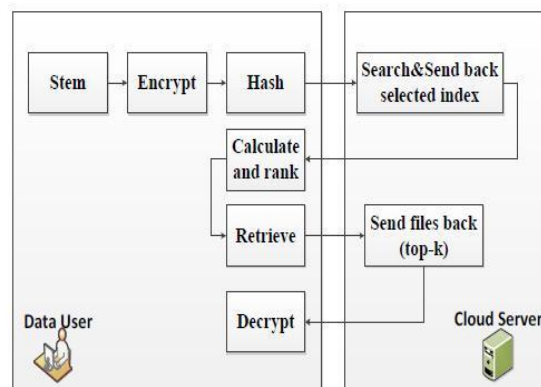 Stem
Encrypt
Hash
Search&Send back
selected index
Calculate
and rank
Retrieve
Send files back
(top-k)
Decrypt
Data User
Cloud Server